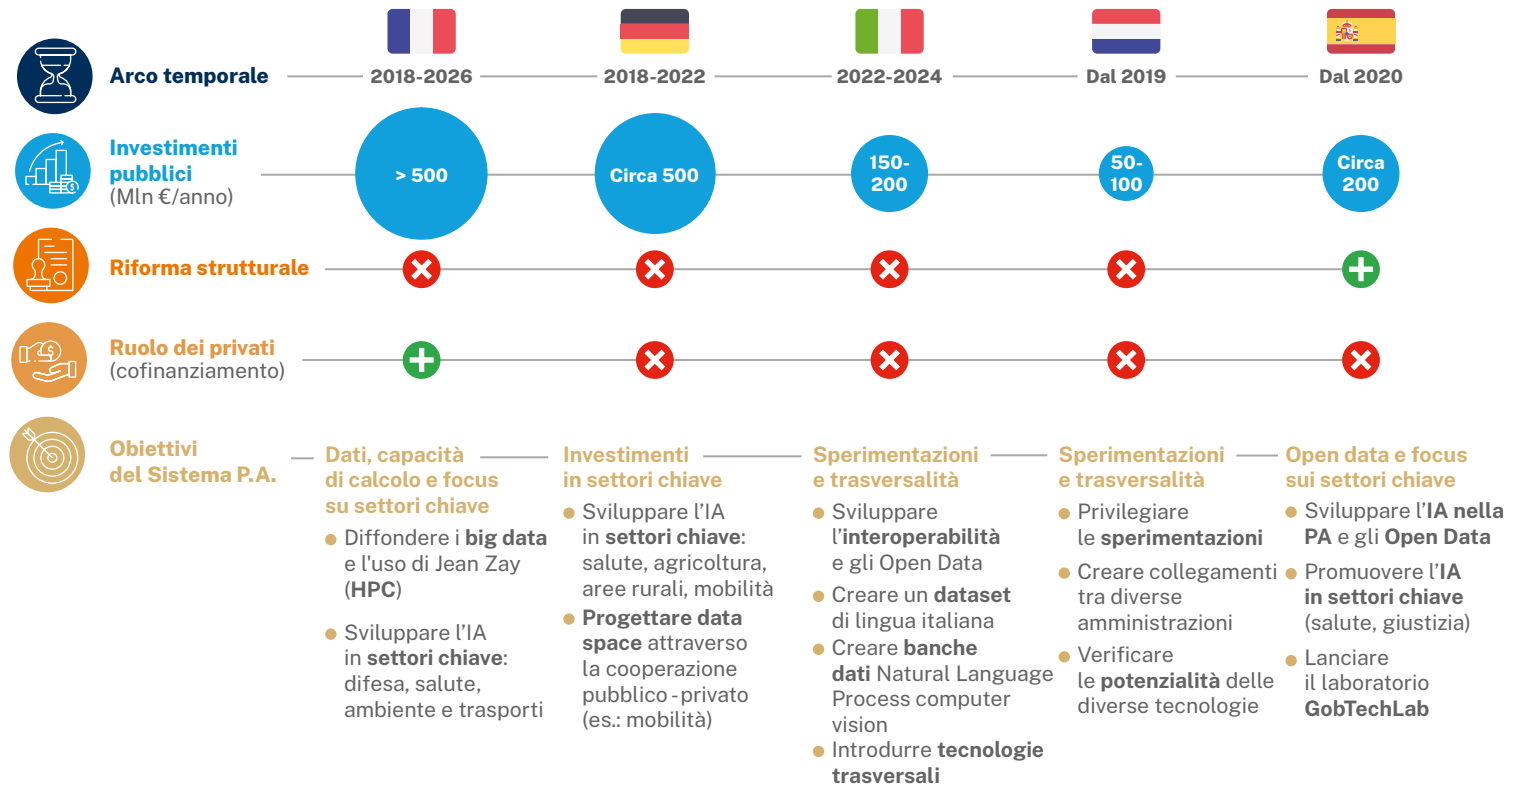 Arco temporale
2018-2026
2018-2022
2022-2024
Dal 2019
Dal 2020
Investimenti
pubblici
(Mln €/anno)
> 500
Circa 500
150-
200
50-
100
Circa
200
Riforma strutturale
Ruolo dei privati
(cofinanziamento)
Obiettivi
del Sistema P.A.
Dati, capacità
di calcolo e focus
su settori chiave
Diffondere i big data
e l'uso di Jean Zay
(HPC)
Sviluppare l'IA
in settori chiave:
difesa, salute,
ambiente e trasporti
Investimenti
in settori chiave
Sviluppare l'IA
in settori chiave:
salute, agricoltura,
aree rurali, mobilità
Progettare data
space attraverso
la cooperazione
pubblico-privato
(es.: mobilità)
Sperimentazioni
e trasversalità
Sviluppare
l'interoperabilità
e gli Open Data
Creare un dataset
di lingua italiana
Creare banche
dati Natural Language
Process computer
vision
Introdurre tecnologie
trasversali
Sperimentazioni
e trasversalità
Privilegiare
le sperimentazioni
Creare collegamenti
tra diverse
amministrazioni
Verificare
le potenzialità delle
diverse tecnologie
Open data e focus
sui settori chiave
Sviluppare l'IA nella
PA e gli Open Data
Promuovere l'IA
in settori chiave
(salute, giustizia)
Lanciare
il laboratorio
GobTechLab